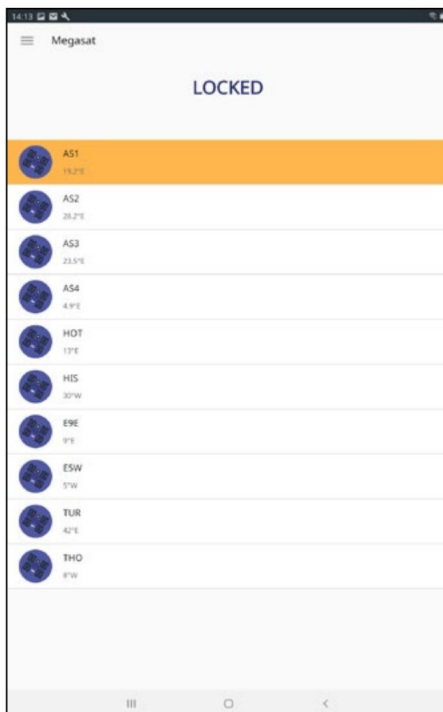 14:13
Megasat
LOCKED
AS1
19.2°E
AS2
28.2°E
AS3
23.5°E
AS4
4.9°E
HOT
13°E
HIS
30°W
E9E
9°E
E5W
5°W
TUR
42°E
THO
8°W